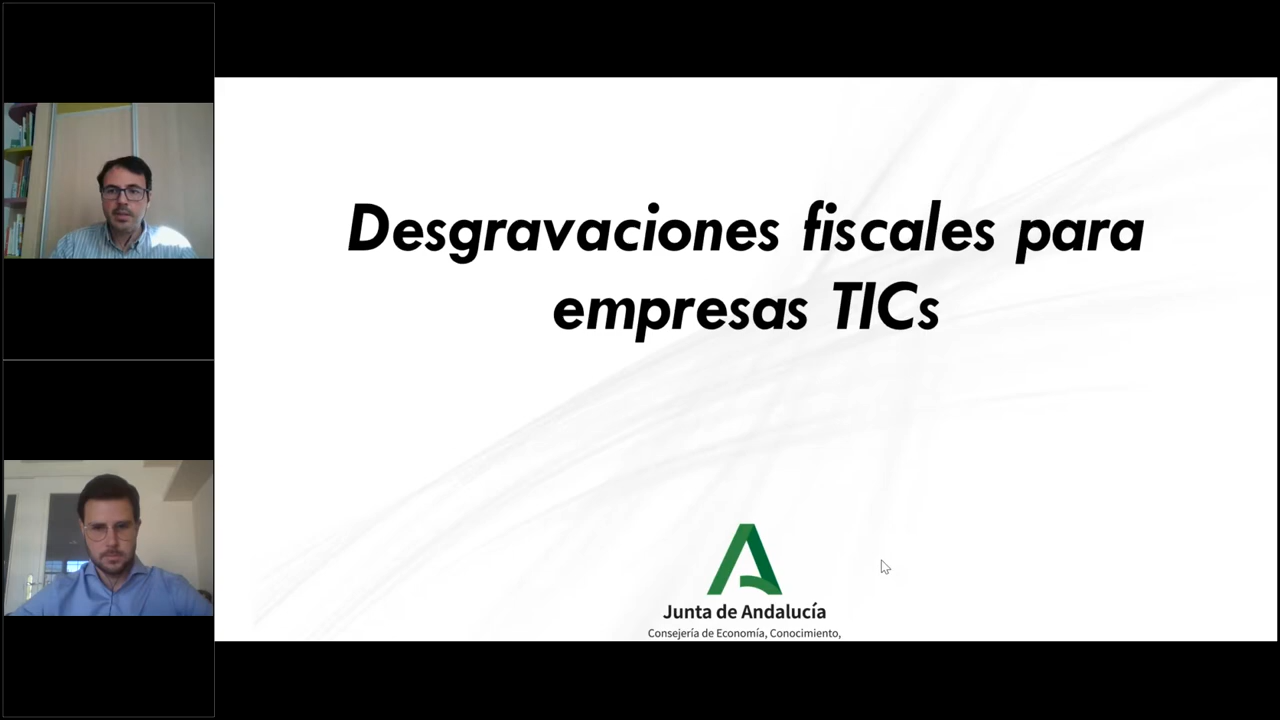 Desgravaciones fiscales para
empresas TICs
Junta de Andalucía
Consejería de Economía, Conocimiento,